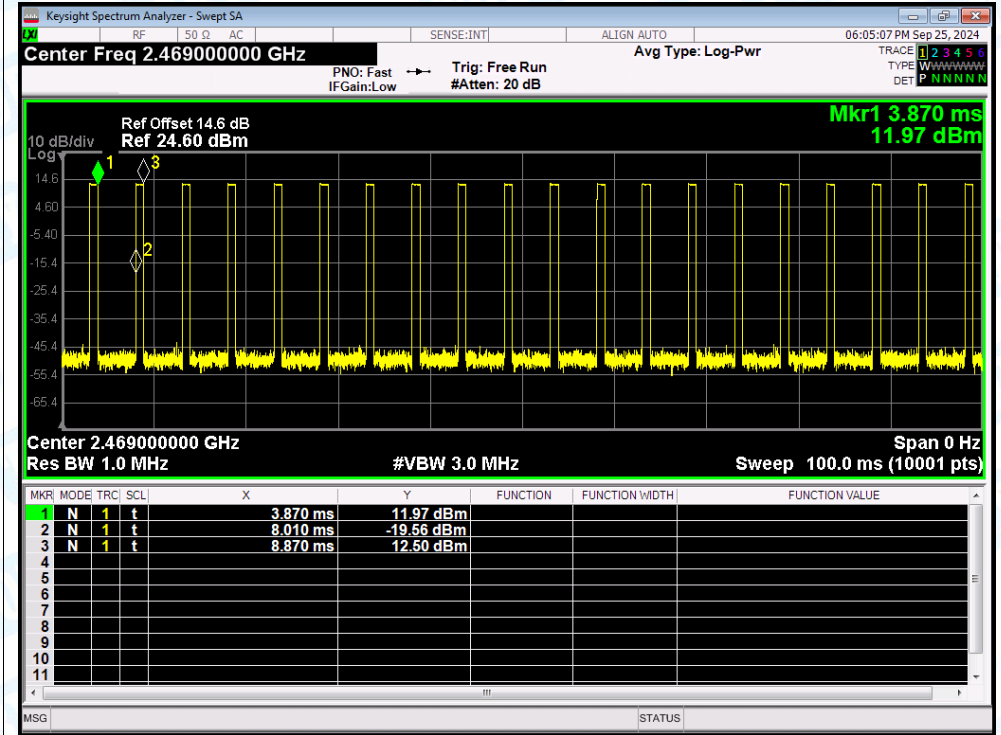 Keysight Spectrum Analyzer - Swept SA
LXI RF 50 Ω AC SENSE:INT ALIGN AUTO 06:05:07 PM Sep 25, 2024
Center Freq 2.469000000 GHz Avg Type: Log-Pwr TRACE 1 2 3 4 5 6
PNO: Fast Trig: Free Run TYPE WWWWWW
IFGain:Low #Atten: 20 dB DET P N N N N N
Mkr1 3.870 ms
11.97 dBm
Ref Offset 14.6 dB
10 dB/div Ref 24.60 dBm
Log
1
3
2
14.6
4.60
-5.40
-15.4
-25.4
-35.4
-45.4
-55.4
-65.4
Center 2.469000000 GHz Span 0 Hz
Res BW 1.0 MHz #VBW 3.0 MHz Sweep 100.0 ms (10001 pts)
MKR MODE TRC SCL X Y FUNCTION FUNCTION WIDTH FUNCTION VALUE
1 N 1 t 3.870 ms 11.97 dBm
2 N 1 t 8.010 ms -19.56 dBm
3 N 1 t 8.870 ms 12.50 dBm
4
5
6
7
8
9
10
11
MSG STATUS